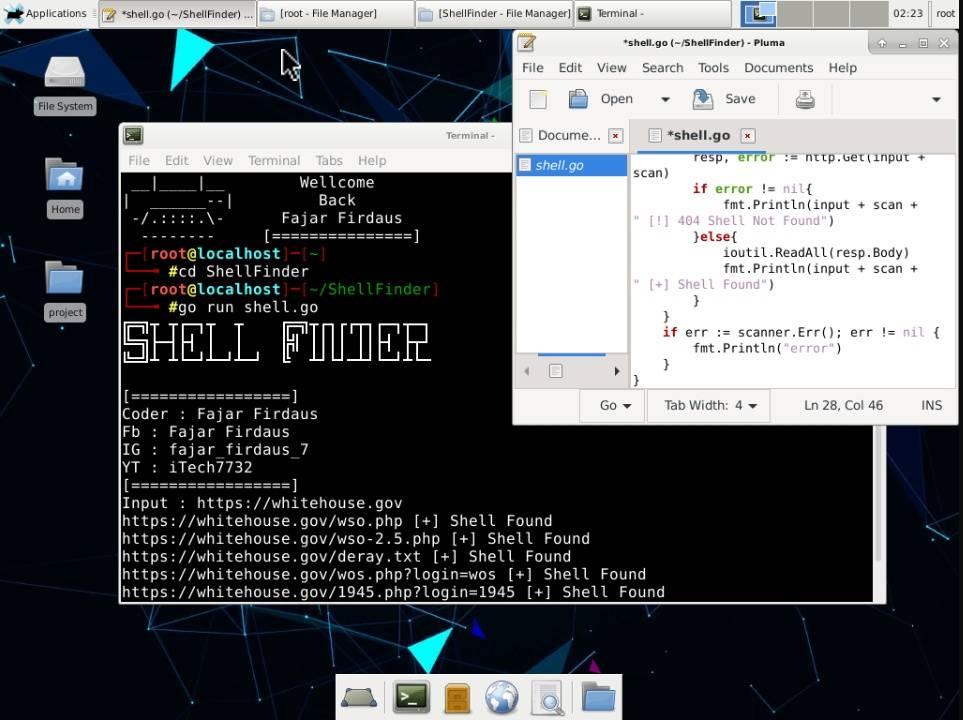 Applications
*shell.go (~/ShellFinder) ...
[root - File Manager]
[ShellFinder - File Manager]
Terminal -
02:23
root
File System
Home
project
Terminal -
File Edit View Terminal Tabs Help
__|____|__ Wellcome
| ______--| Back
-/.::::.\- Fajar Firdaus
-------- [===============]
[root@localhost]-[~]
#cd ShellFinder
[root@localhost]-[~/ShellFinder]
#go run shell.go
SHELL FINDER
[=================]
Coder : Fajar Firdaus
Fb : Fajar Firdaus
IG : fajar_firdaus_7
YT : iTech7732
[=================]
Input : https://whitehouse.gov
https://whitehouse.gov/wso.php [+] Shell Found
https://whitehouse.gov/wso-2.5.php [+] Shell Found
https://whitehouse.gov/deray.txt [+] Shell Found
https://whitehouse.gov/wos.php?login=wos [+] Shell Found
https://whitehouse.gov/1945.php?login=1945 [+] Shell Found
*shell.go (~/ShellFinder) - Pluma
File Edit View Search Tools Documents Help
Open Save
Docume...
shell.go
*shell.go
resp, error := http.Get(input +
scan)
if error != nil{
fmt.Println(input + scan +
" [!] 404 Shell Not Found")
}else{
ioutil.ReadAll(resp.Body)
fmt.Println(input + scan +
" [+] Shell Found")
}
}
if err := scanner.Err(); err != nil {
fmt.Println("error")
}
}
Go Tab Width: 4 Ln 28, Col 46 INS